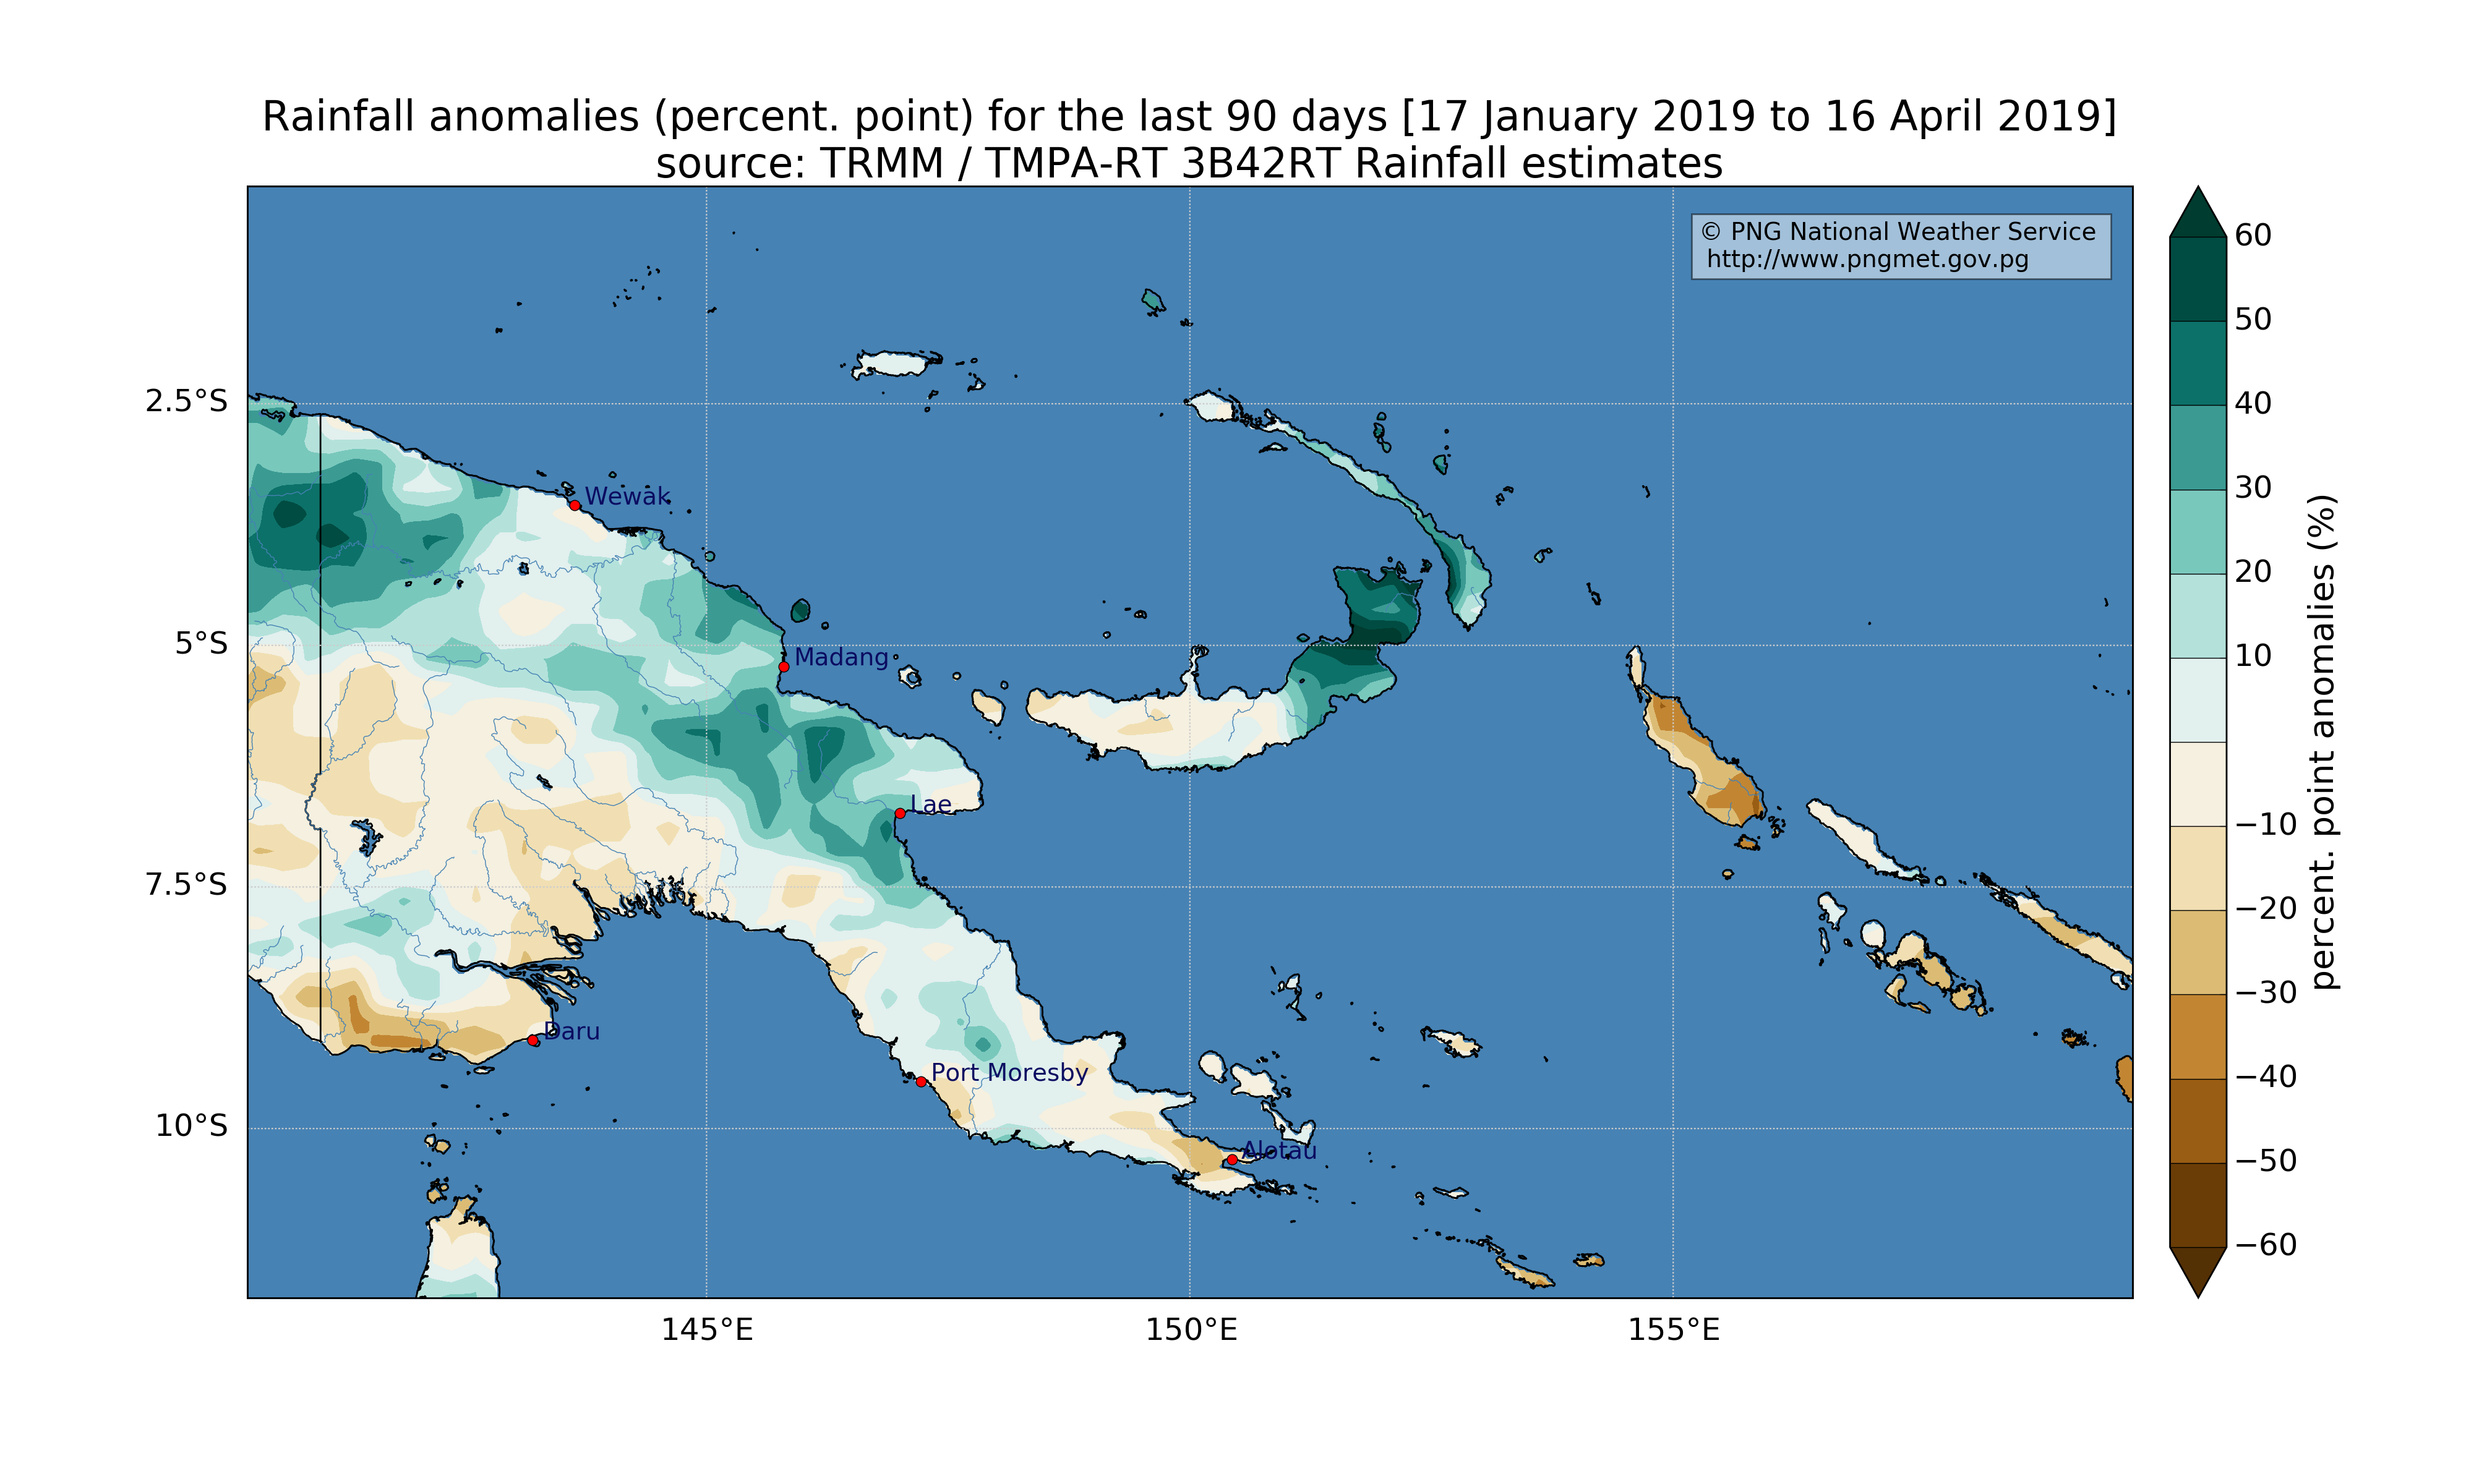 Rainfall anomalies (percent. point) for the last 90 days [17 January 2019 to 16 April 2019]
source: TRMM / TMPA-RT 3B42RT Rainfall estimates
© PNG National Weather Service
http://www.pngmet.gov.pg
2.5°S
5°S
7.5°S
10°S
145°E
150°E
155°E
Wewak
Madang
Lae
Daru
Port Moresby
Alotau
60
50
40
30
20
10
−10
−20
−30
−40
−50
−60
percent. point anomalies (%)